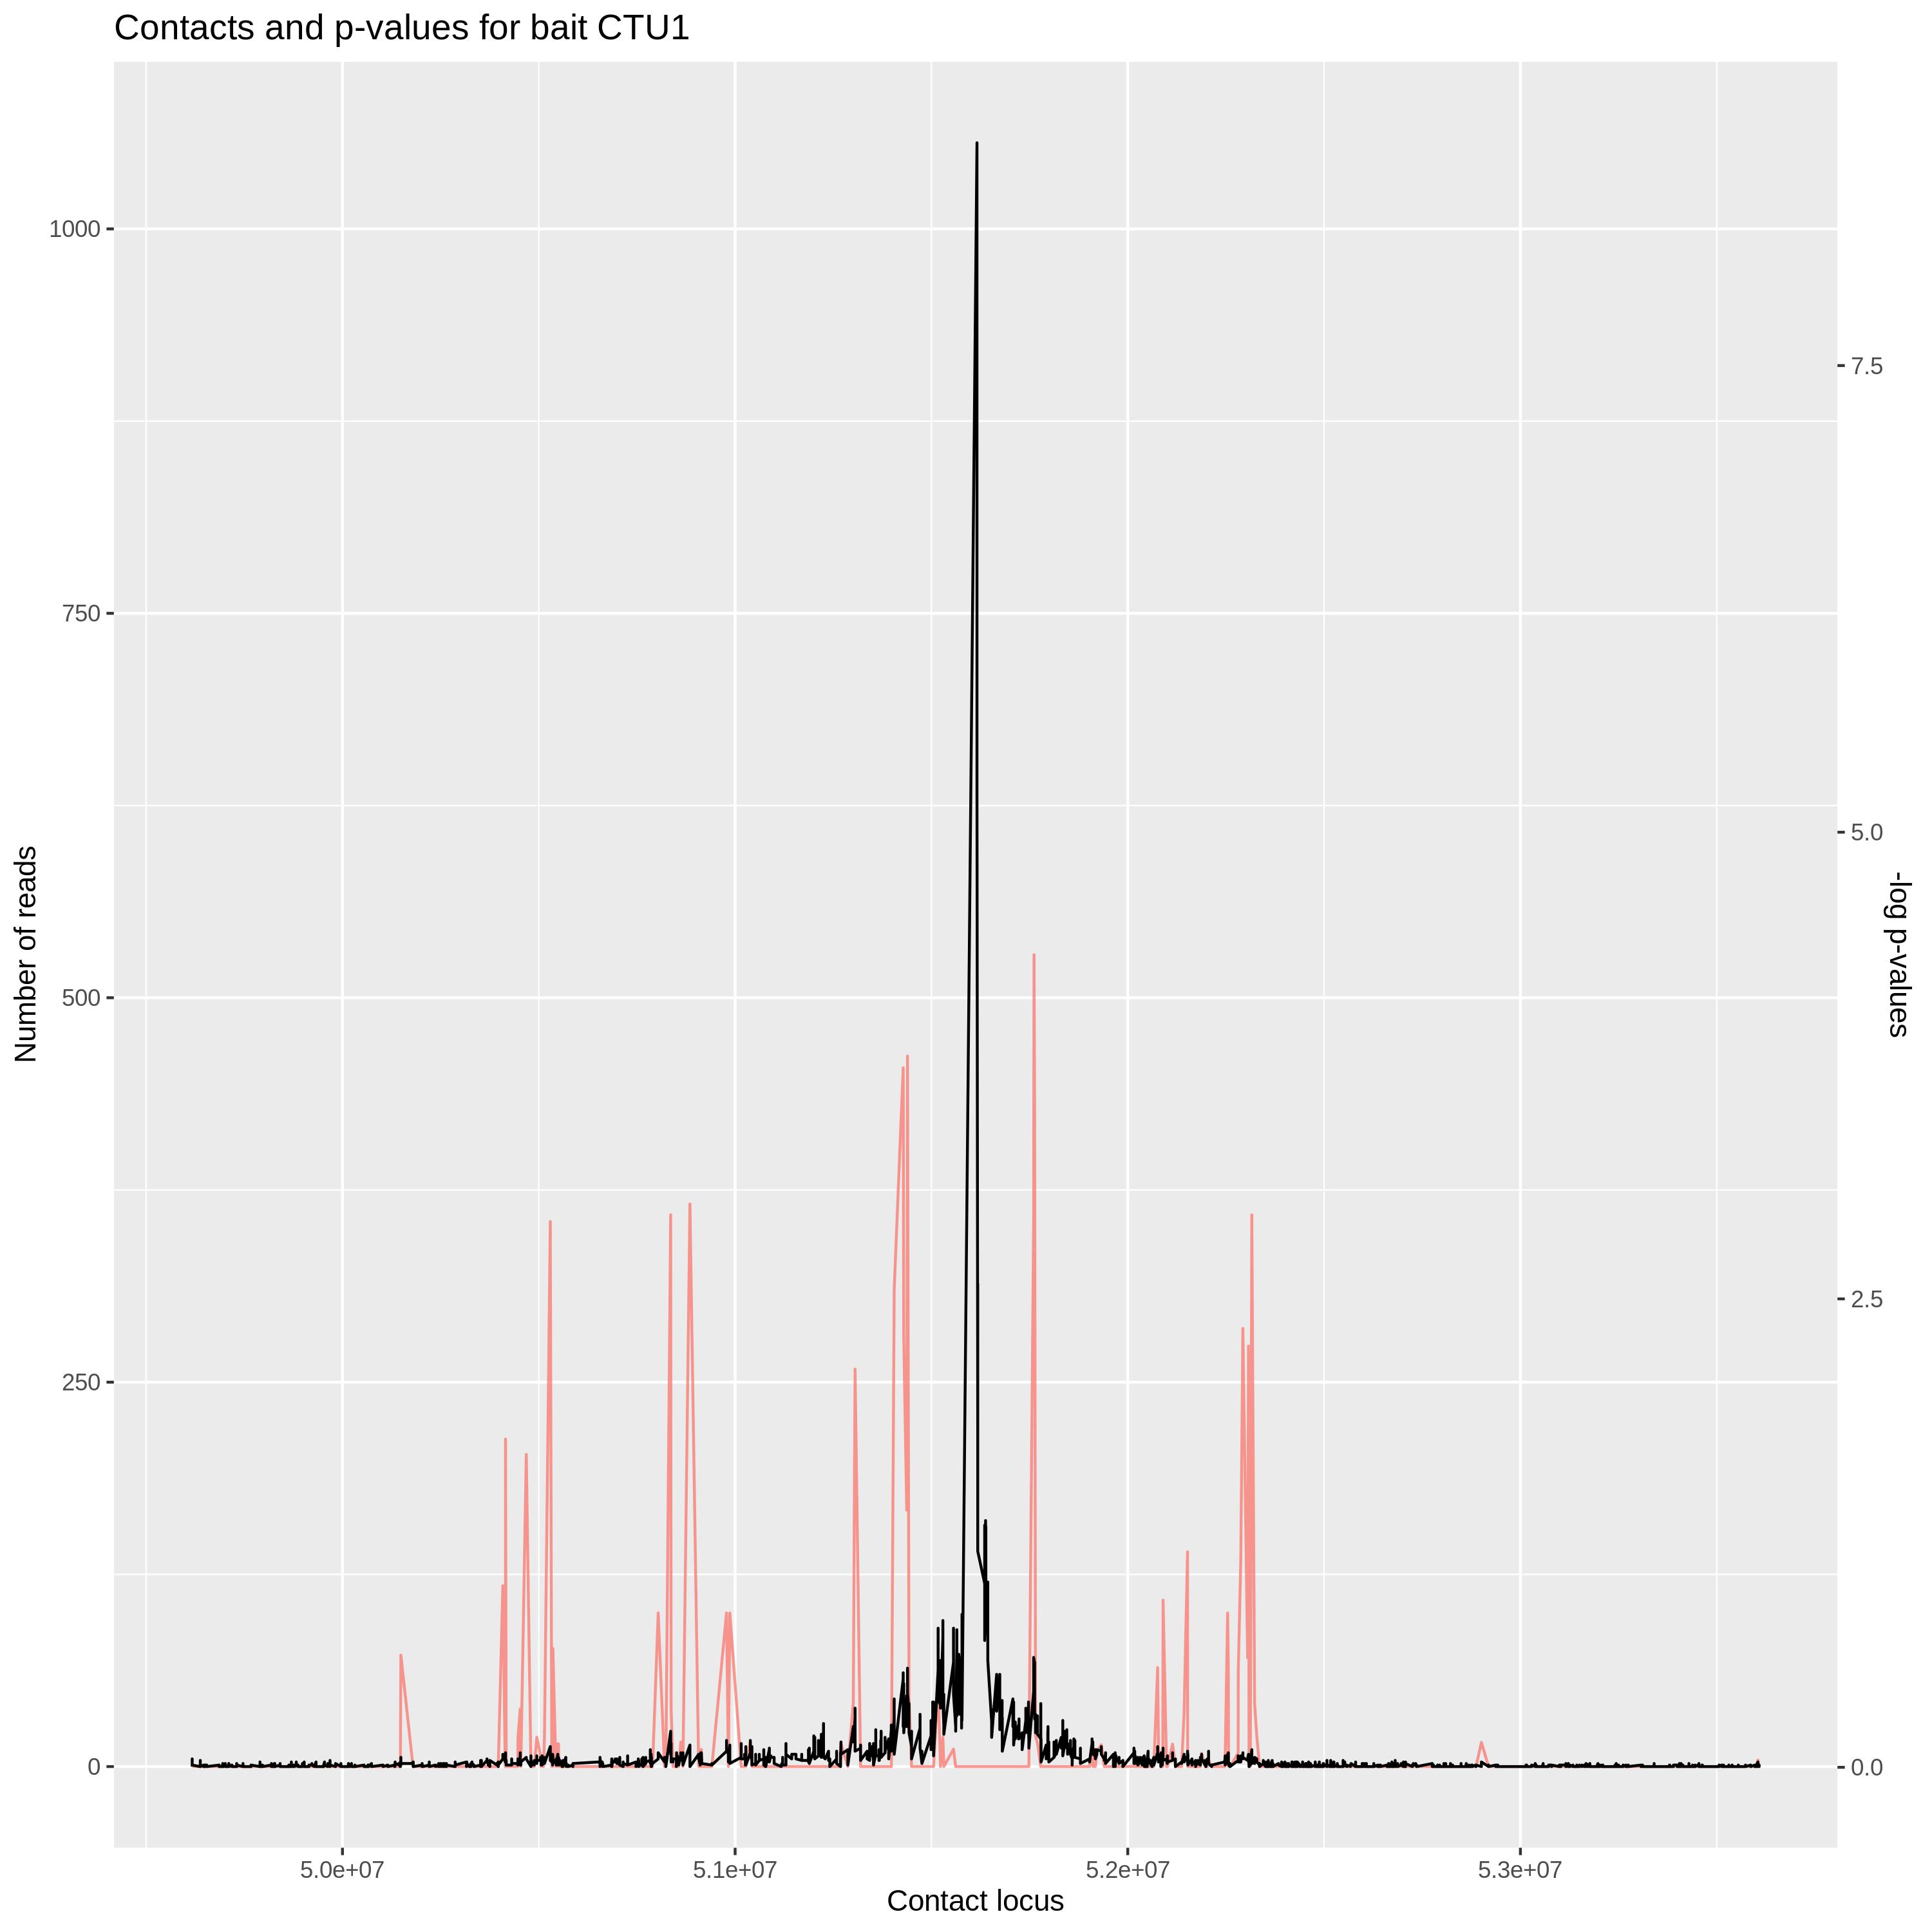 Contacts and p-values for bait CTU1
1000
750
500
250
0
Number of reads
7.5
5.0
2.5
0.0
-log p-values
5.0e+07
5.1e+07
5.2e+07
5.3e+07
Contact locus